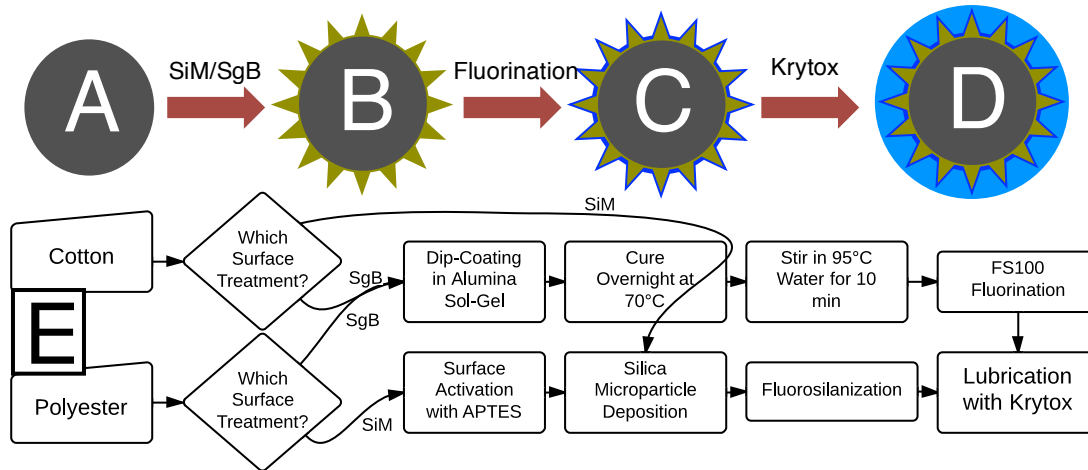 A
SiM/SgB
B
Fluorination
C
Krytox
D
SiM
Cotton
Which
Surface
Treatment?
SgB
Dip-Coating
in Alumina
Sol-Gel
Cure
Overnight at
70°C
Stir in 95°C
Water for 10
min
FS100
Fluorination
E
SgB
Polyester
Which
Surface
Treatment?
SiM
Surface
Activation
with APTES
Silica
Microparticle
Deposition
Fluorosilanization
Lubrication
with Krytox